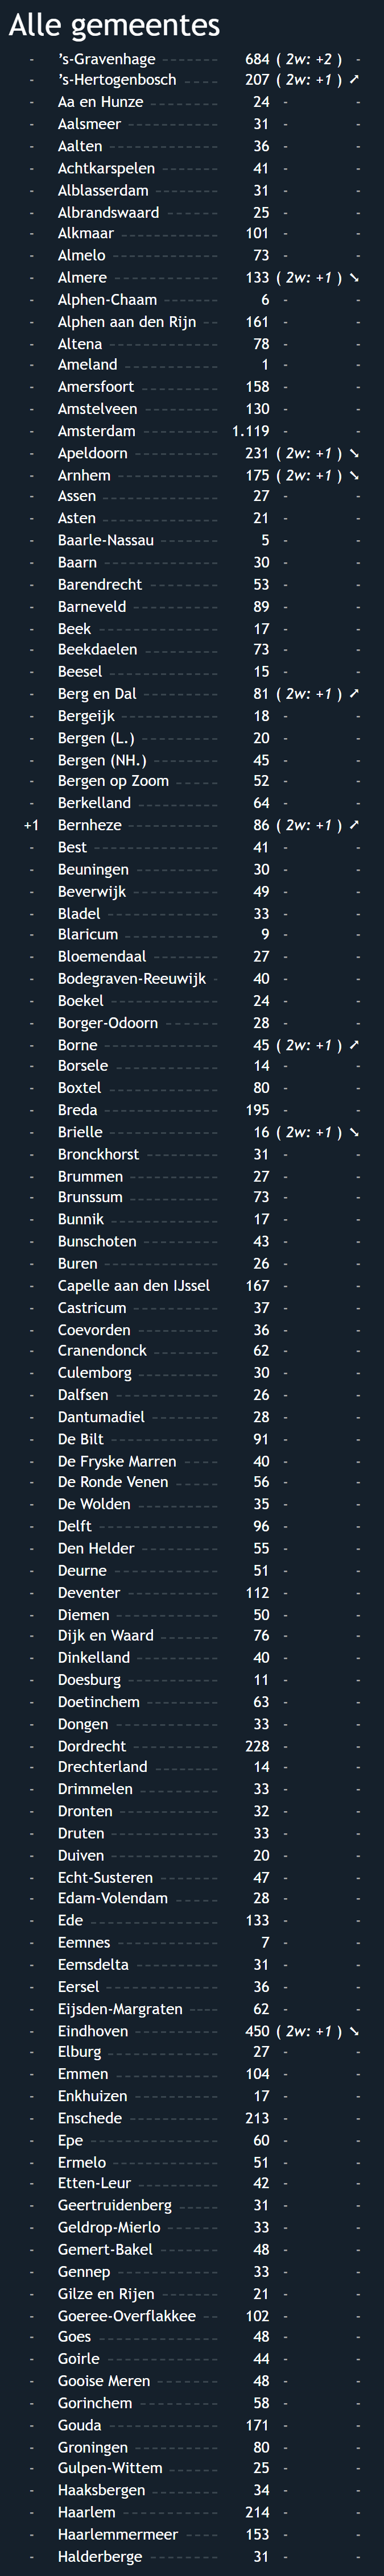 Alle gemeentes
- 's-Gravenhage 684 ( 2w: +2 ) -
- 's-Hertogenbosch 207 ( 2w: +1 ) ➚
- Aa en Hunze 24 - -
- Aalsmeer 31 - -
- Aalten 36 - -
- Achtkarspelen 41 - -
- Alblasserdam 31 - -
- Albrandswaard 25 - -
- Alkmaar 101 - -
- Almelo 73 - -
- Almere 133 ( 2w: +1 ) ➘
- Alphen-Chaam 6 - -
- Alphen aan den Rijn 161 - -
- Altena 78 - -
- Ameland 1 - -
- Amersfoort 158 - -
- Amstelveen 130 - -
- Amsterdam 1.119 - -
- Apeldoorn 231 ( 2w: +1 ) ➘
- Arnhem 175 ( 2w: +1 ) ➘
- Assen 27 - -
- Asten 21 - -
- Baarle-Nassau 5 - -
- Baarn 30 - -
- Barendrecht 53 - -
- Barneveld 89 - -
- Beek 17 - -
- Beekdaelen 73 - -
- Beesel 15 - -
- Berg en Dal 81 ( 2w: +1 ) ➚
- Bergeijk 18 - -
- Bergen (L.) 20 - -
- Bergen (NH.) 45 - -
- Bergen op Zoom 52 - -
- Berkelland 64 - -
+1 Bernheze 86 ( 2w: +1 ) ➚
- Best 41 - -
- Beuningen 30 - -
- Beverwijk 49 - -
- Bladel 33 - -
- Blaricum 9 - -
- Bloemendaal 27 - -
- Bodegraven-Reeuwijk 40 - -
- Boekel 24 - -
- Borger-Odoorn 28 - -
- Borne 45 ( 2w: +1 ) ➚
- Borsele 14 - -
- Boxtel 80 - -
- Breda 195 - -
- Brielle 16 ( 2w: +1 ) ➘
- Bronckhorst 31 - -
- Brummen 27 - -
- Brunssum 73 - -
- Bunnik 17 - -
- Bunschoten 43 - -
- Buren 26 - -
- Capelle aan den IJssel 167 - -
- Castricum 37 - -
- Coevorden 36 - -
- Cranendonck 62 - -
- Culemborg 30 - -
- Dalfsen 26 - -
- Dantumadiel 28 - -
- De Bilt 91 - -
- De Fryske Marren 40 - -
- De Ronde Venen 56 - -
- De Wolden 35 - -
- Delft 96 - -
- Den Helder 55 - -
- Deurne 51 - -
- Deventer 112 - -
- Diemen 50 - -
- Dijk en Waard 76 - -
- Dinkelland 40 - -
- Doesburg 11 - -
- Doetinchem 63 - -
- Dongen 33 - -
- Dordrecht 228 - -
- Drechterland 14 - -
- Drimmelen 33 - -
- Dronten 32 - -
- Druten 33 - -
- Duiven 20 - -
- Echt-Susteren 47 - -
- Edam-Volendam 28 - -
- Ede 133 - -
- Eemnes 7 - -
- Eemsdelta 31 - -
- Eersel 36 - -
- Eijsden-Margraten 62 - -
- Eindhoven 450 ( 2w: +1 ) ➘
- Elburg 27 - -
- Emmen 104 - -
- Enkhuizen 17 - -
- Enschede 213 - -
- Epe 60 - -
- Ermelo 51 - -
- Etten-Leur 42 - -
- Geertruidenberg 31 - -
- Geldrop-Mierlo 33 - -
- Gemert-Bakel 48 - -
- Gennep 33 - -
- Gilze en Rijen 21 - -
- Goeree-Overflakkee 102 - -
- Goes 48 - -
- Goirle 44 - -
- Gooise Meren 48 - -
- Gorinchem 58 - -
- Gouda 171 - -
- Groningen 80 - -
- Gulpen-Wittem 25 - -
- Haaksbergen 34 - -
- Haarlem 214 - -
- Haarlemmermeer 153 - -
- Halderberge 31 - -